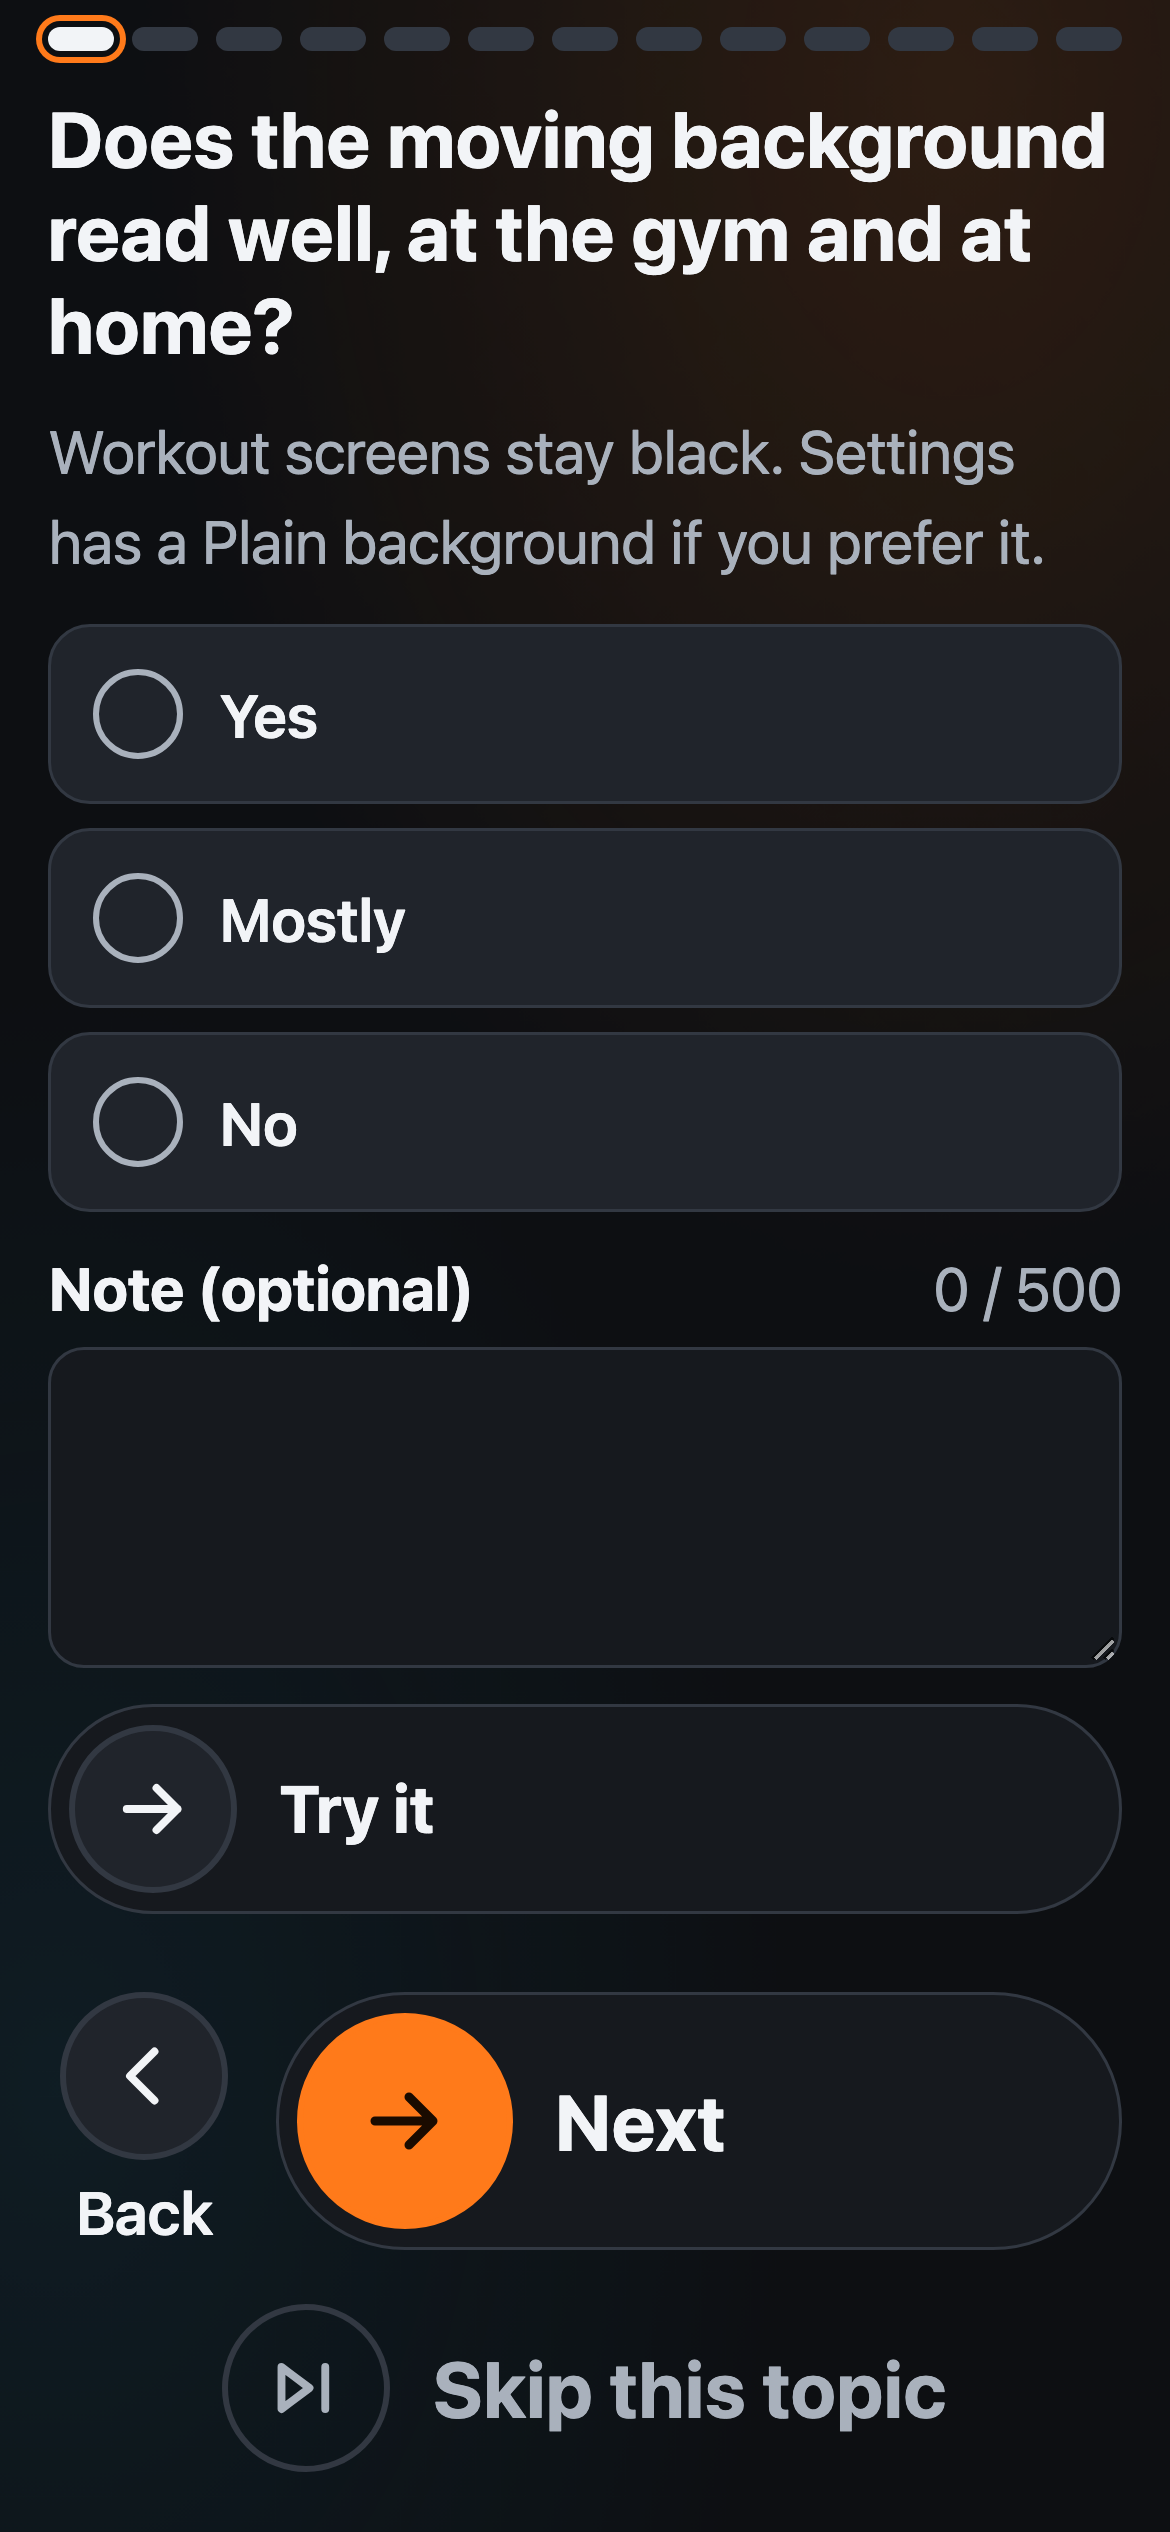 Does the moving background
read well, at the gym and at
home?
Workout screens stay black. Settings
has a Plain background if you prefer it.
Yes
Mostly
No
Note (optional)
0 / 500
Try it
Next
Back
Skip this topic